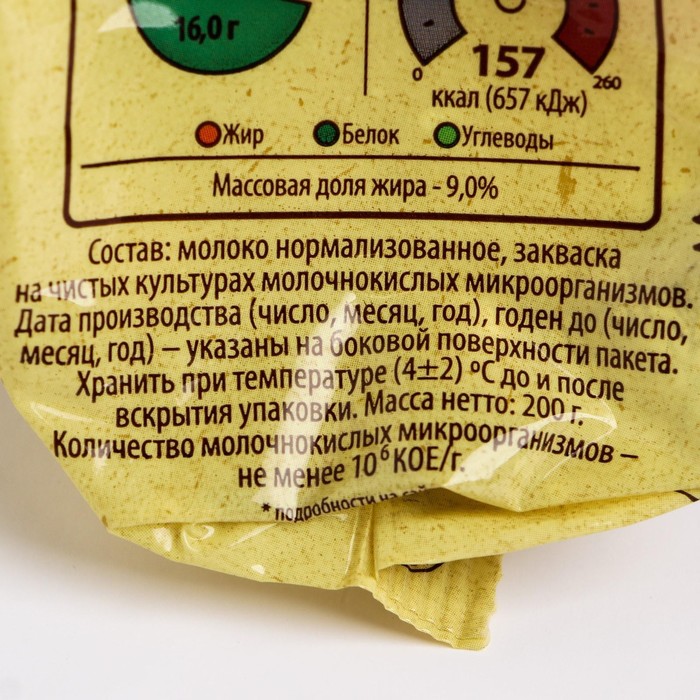 16,0 г
157
0
260
ккал (657 кДж)
Жир Белок Углеводы
Массовая доля жира - 9,0%
Состав: молоко нормализованное, закваска
на чистых культурах молочнокислых микроорганизмов.
Дата производства (число, месяц, год), годен до (число,
месяц, год) – указаны на боковой поверхности пакета.
Хранить при температуре (4±2) ºС до и после
вскрытия упаковки. Масса нетто: 200 г.
Количество молочнокислых микроорганизмов –
не менее 10⁶ КОЕ/г.
* подробности на